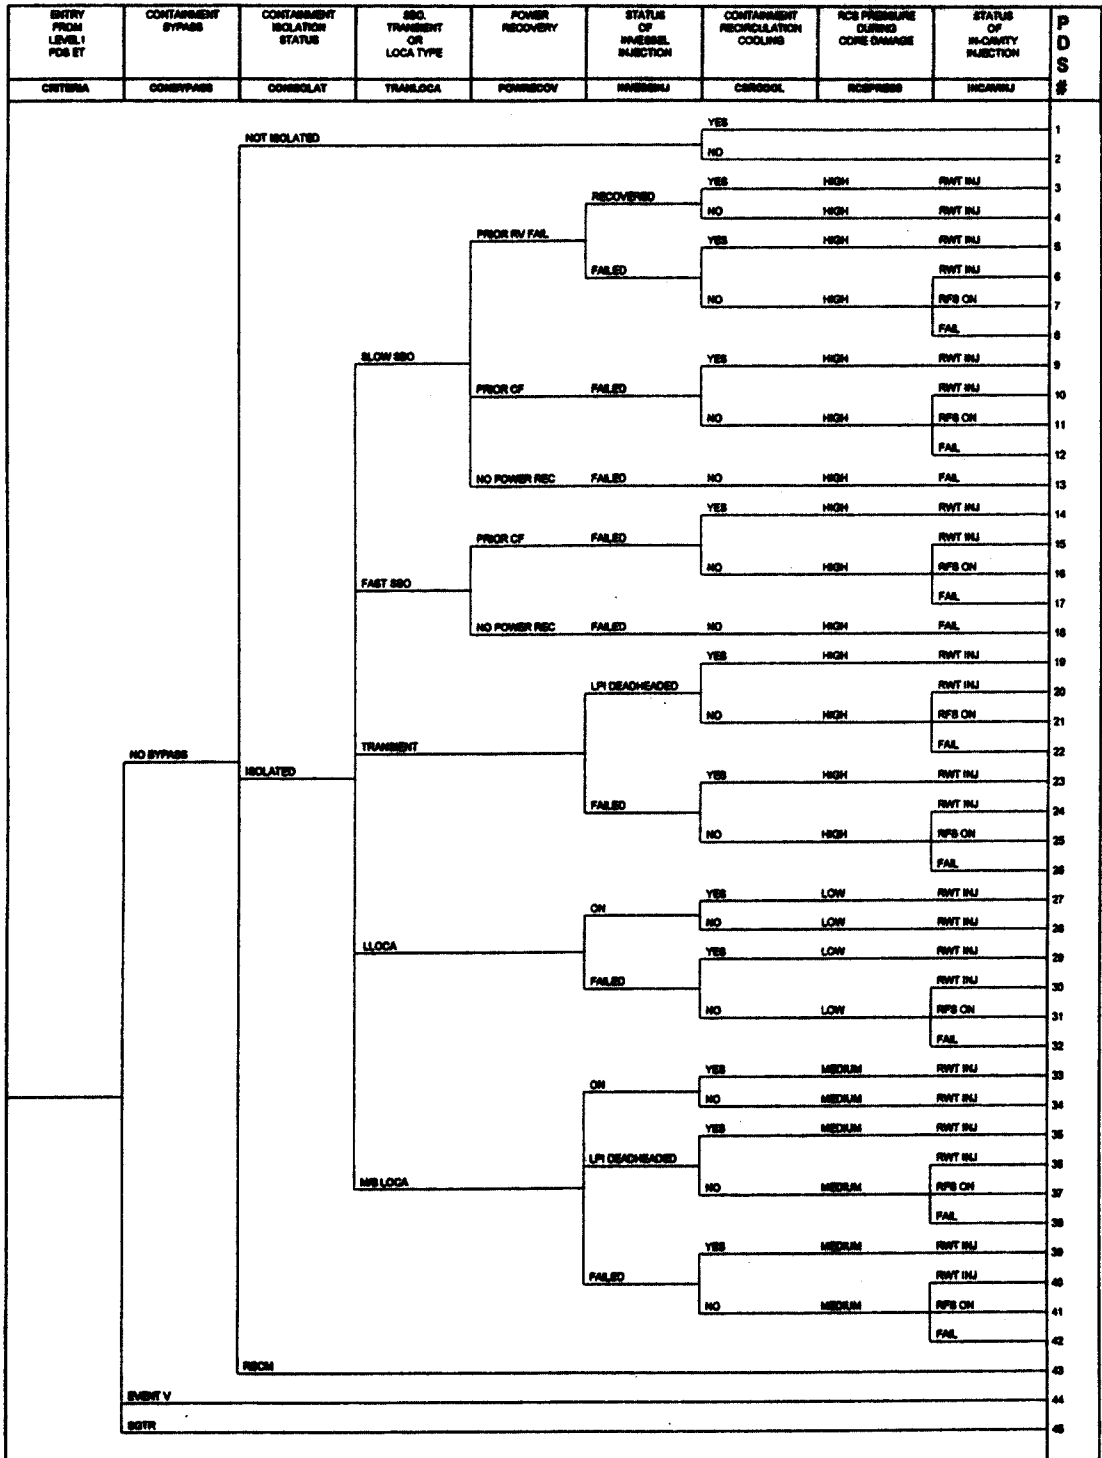 ENTRY
FROM
LEVEL I
PDS ET
CONTAINMENT
BYPASS
CONTAINMENT
ISOLATION
STATUS
SBO,
TRANSIENT
OR
LOCA TYPE
POWER
RECOVERY
STATUS
OF
INVESSEL
INJECTION
CONTAINMENT
RECIRCULATION
COOLING
RCS PRESSURE
DURING
CORE DAMAGE
STATUS
OF
IN-CAVITY
INJECTION
P
D
S
#
CRITERIA
CONBYPASS
CONISOLAT
TRANLOCA
POWRECOV
INVESSINJ
RCSPRESS
INCAVINJ
YES
1
NOT ISOLATED
NO
2
YES HIGH RWT INJ 3
RECOVERED
NO HIGH RWT INJ 4
PRIOR RV FAIL
YES HIGH RWT INJ 5
FAILED
RWT INJ 6
NO HIGH RFS ON 7
FAIL 8
SLOW SBO
YES HIGH RWT INJ 9
PRIOR CF FAILED
RWT INJ 10
NO HIGH RFS ON 11
FAIL 12
NO POWER REC FAILED NO HIGH FAIL 13
YES HIGH RWT INJ 14
PRIOR CF FAILED
RWT INJ 15
NO HIGH RFS ON 16
FAST SBO
FAIL 17
NO POWER REC FAILED NO HIGH FAIL 18
YES HIGH RWT INJ 19
LPI DEADHEADED
RWT INJ 20
NO HIGH RFS ON 21
TRANSIENT
FAIL 22
NO BYPASS
ISOLATED
YES HIGH RWT INJ 23
FAILED
RWT INJ 24
NO HIGH RFS ON 25
FAIL 26
YES LOW RWT INJ 27
ON
NO LOW RWT INJ 28
LLOCA
YES LOW RWT INJ 29
FAILED
RWT INJ 30
NO LOW RFS ON 31
FAIL 32
YES MEDIUM RWT INJ 33
ON
NO MEDIUM RWT INJ 34
YES MEDIUM RWT INJ 35
LPI DEADHEADED
RWT INJ 36
M/S LOCA
NO MEDIUM RFS ON 37
FAIL 38
YES MEDIUM RWT INJ 39
FAILED
RWT INJ 40
NO MEDIUM RFS ON 41
FAIL 42
RSCM 43
EVENT V 44
SGTR 45